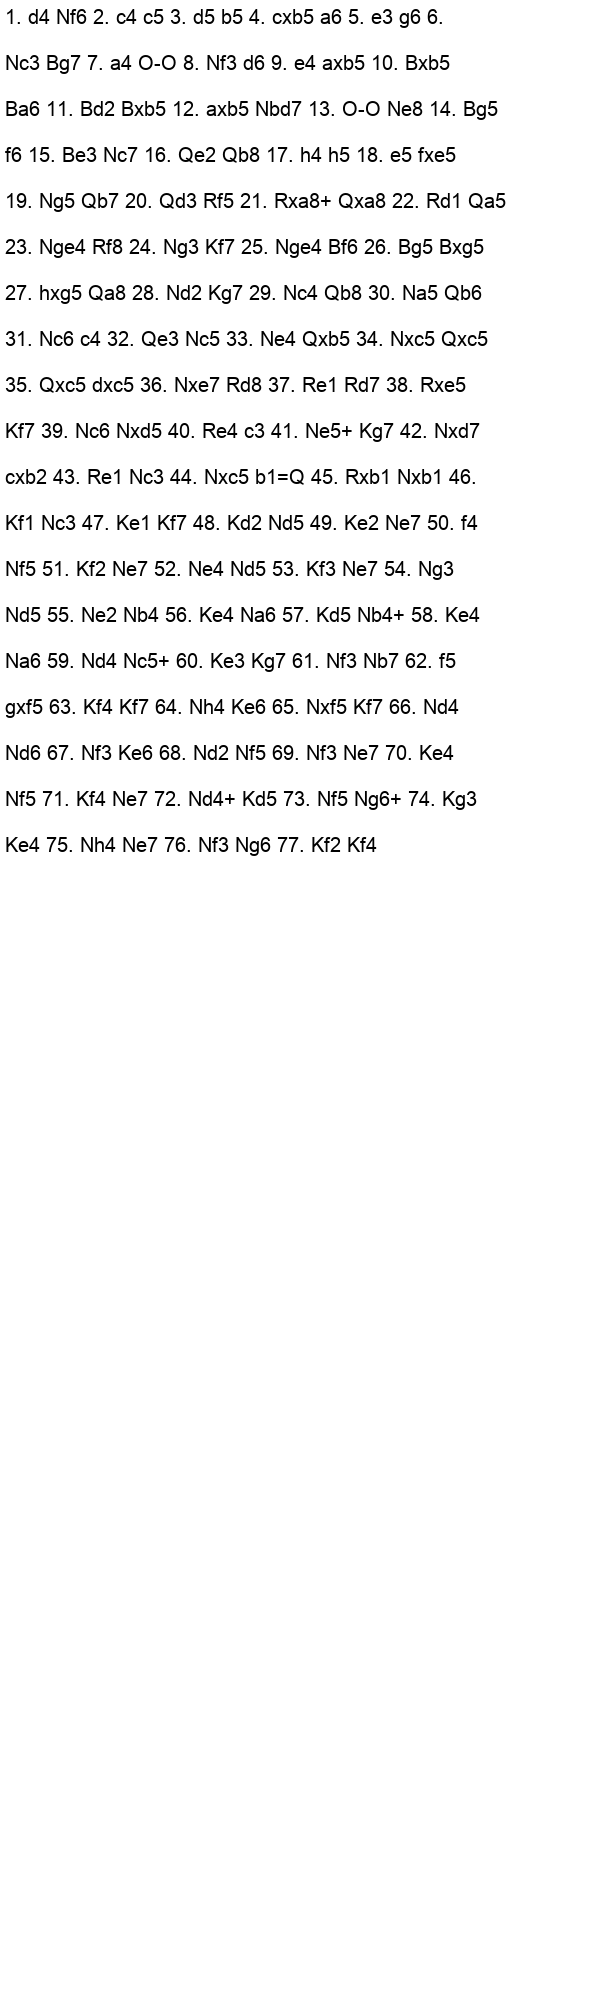 1. d4 Nf6 2. c4 c5 3. d5 b5 4. cxb5 a6 5. e3 g6 6.
Nc3 Bg7 7. a4 O-O 8. Nf3 d6 9. e4 axb5 10. Bxb5
Ba6 11. Bd2 Bxb5 12. axb5 Nbd7 13. O-O Ne8 14. Bg5
f6 15. Be3 Nc7 16. Qe2 Qb8 17. h4 h5 18. e5 fxe5
19. Ng5 Qb7 20. Qd3 Rf5 21. Rxa8+ Qxa8 22. Rd1 Qa5
23. Nge4 Rf8 24. Ng3 Kf7 25. Nge4 Bf6 26. Bg5 Bxg5
27. hxg5 Qa8 28. Nd2 Kg7 29. Nc4 Qb8 30. Na5 Qb6
31. Nc6 c4 32. Qe3 Nc5 33. Ne4 Qxb5 34. Nxc5 Qxc5
35. Qxc5 dxc5 36. Nxe7 Rd8 37. Re1 Rd7 38. Rxe5
Kf7 39. Nc6 Nxd5 40. Re4 c3 41. Ne5+ Kg7 42. Nxd7
cxb2 43. Re1 Nc3 44. Nxc5 b1=Q 45. Rxb1 Nxb1 46.
Kf1 Nc3 47. Ke1 Kf7 48. Kd2 Nd5 49. Ke2 Ne7 50. f4
Nf5 51. Kf2 Ne7 52. Ne4 Nd5 53. Kf3 Ne7 54. Ng3
Nd5 55. Ne2 Nb4 56. Ke4 Na6 57. Kd5 Nb4+ 58. Ke4
Na6 59. Nd4 Nc5+ 60. Ke3 Kg7 61. Nf3 Nb7 62. f5
gxf5 63. Kf4 Kf7 64. Nh4 Ke6 65. Nxf5 Kf7 66. Nd4
Nd6 67. Nf3 Ke6 68. Nd2 Nf5 69. Nf3 Ne7 70. Ke4
Nf5 71. Kf4 Ne7 72. Nd4+ Kd5 73. Nf5 Ng6+ 74. Kg3
Ke4 75. Nh4 Ne7 76. Nf3 Ng6 77. Kf2 Kf4